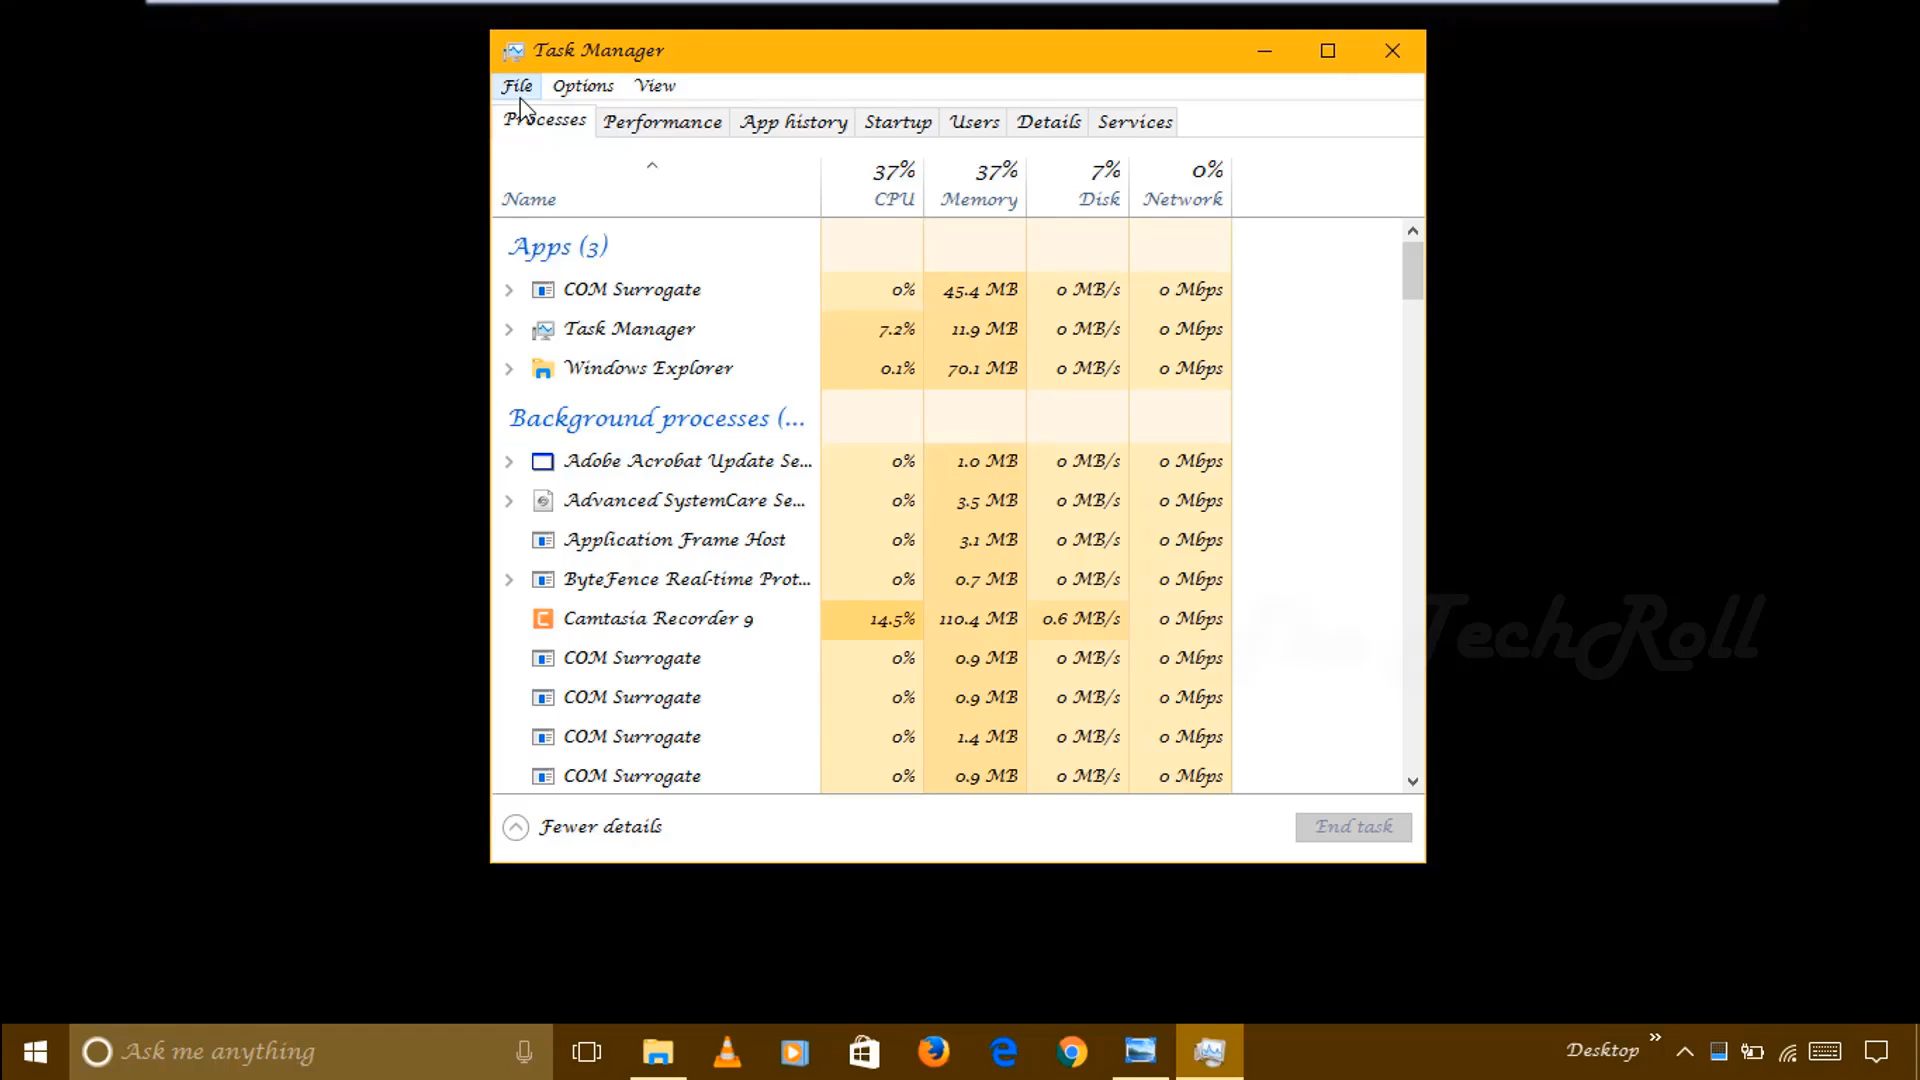 Task Manager
File Options View
Processes Performance App history Startup Users Details Services
37% 37% 7% 0%
Name CPU Memory Disk Network
Apps (3)
COM Surrogate 0% 45.4 MB 0 MB/s 0 Mbps
Task Manager 7.2% 11.9 MB 0 MB/s 0 Mbps
Windows Explorer 0.1% 70.1 MB 0 MB/s 0 Mbps
Background processes (...
Adobe Acrobat Update Se... 0% 1.0 MB 0 MB/s 0 Mbps
Advanced SystemCare Se... 0% 3.5 MB 0 MB/s 0 Mbps
Application Frame Host 0% 3.1 MB 0 MB/s 0 Mbps
ByteFence Real-time Prot... 0% 0.7 MB 0 MB/s 0 Mbps
Camtasia Recorder 9 14.5% 110.4 MB 0.6 MB/s 0 Mbps
TechRoll
COM Surrogate 0% 0.9 MB 0 MB/s 0 Mbps
COM Surrogate 0% 0.9 MB 0 MB/s 0 Mbps
COM Surrogate 0% 1.4 MB 0 MB/s 0 Mbps
COM Surrogate 0% 0.9 MB 0 MB/s 0 Mbps
Fewer details End task
Ask me anything Desktop